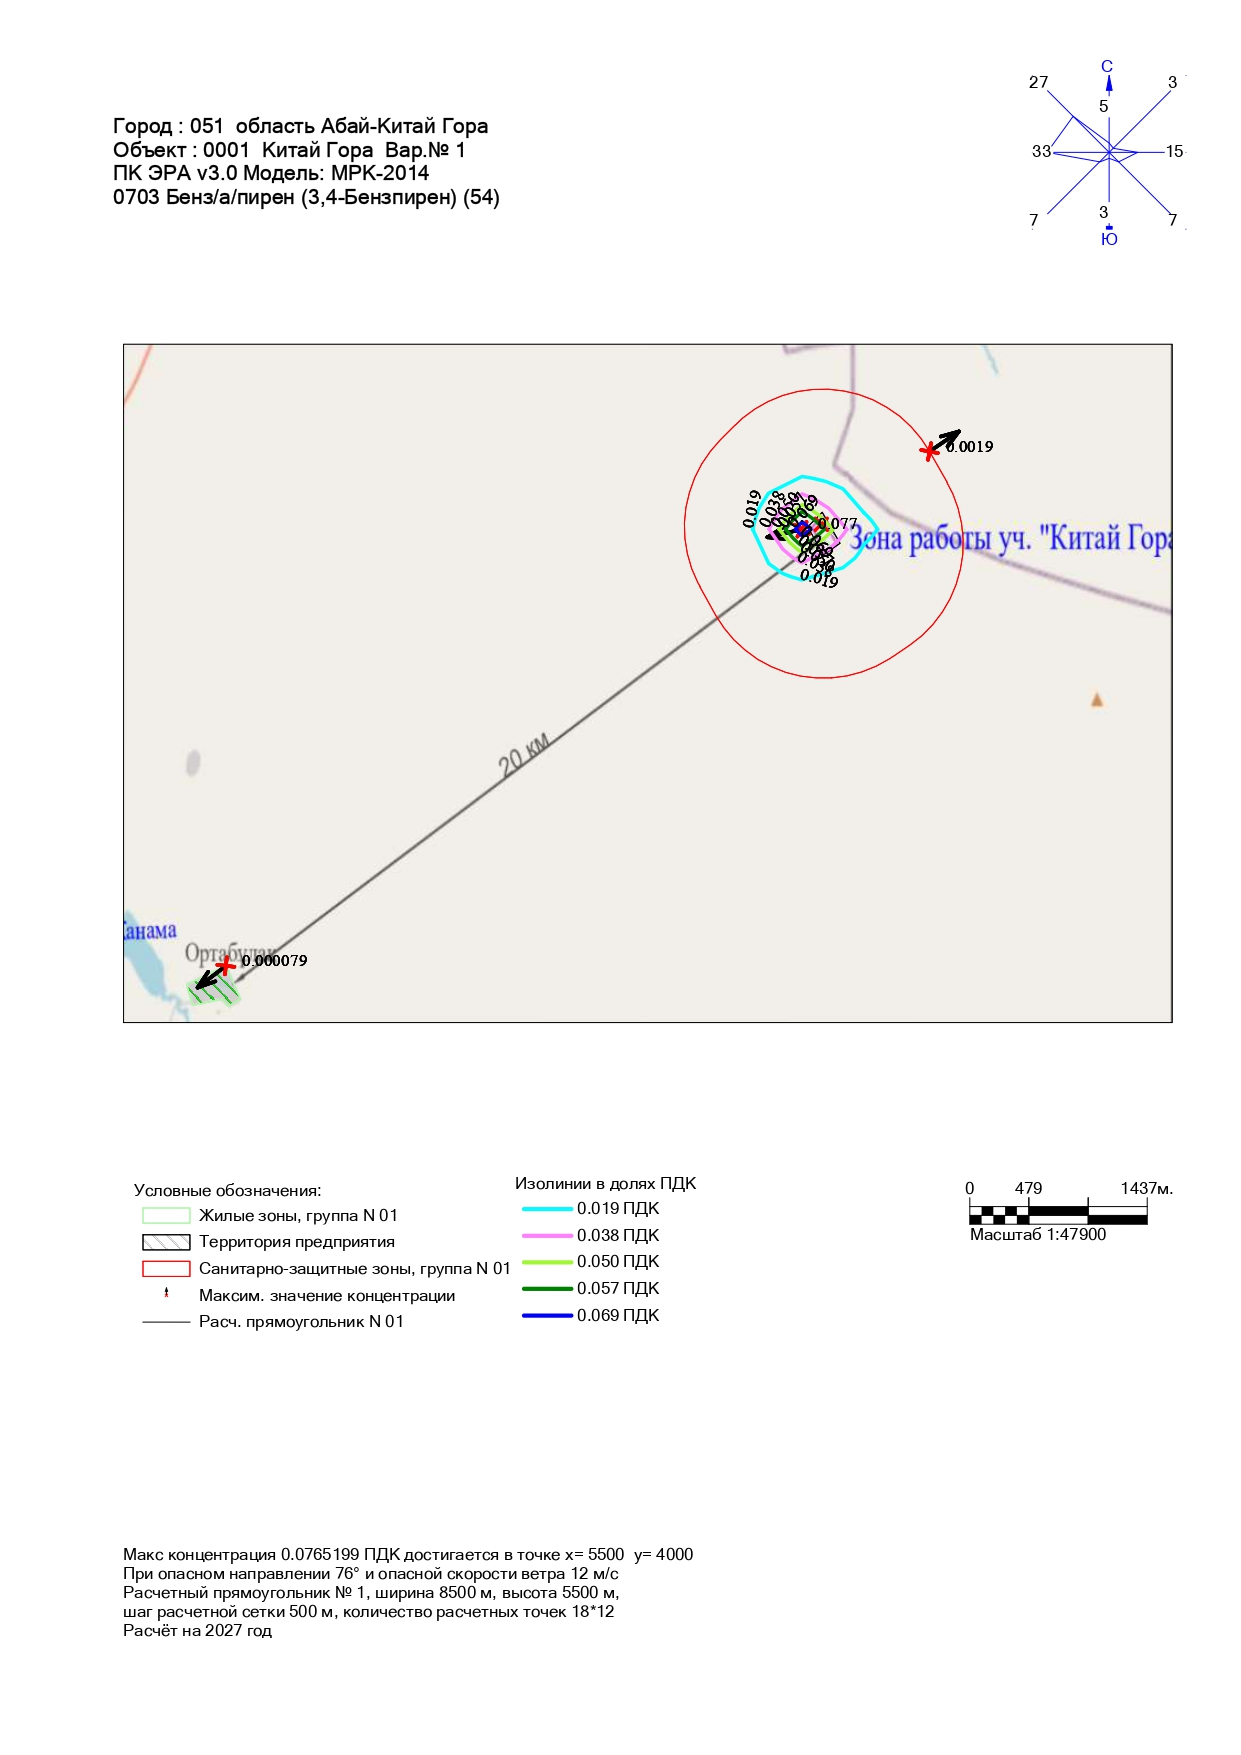 Город : 051 область Абай-Китай Гора
Объект : 0001 Китай Гора Вар.№ 1
ПК ЭРА v3.0 Модель: МРК-2014
0703 Бенз/а/пирен (3,4-Бензпирен) (54)
С
27
3
5
33
15
7
3
7
Ю
0.0019
0.019
0.038
0.077
Зона работы уч. "Китай Гора
0.019
20 км
Канама
Ортабулак
0.000079
Условные обозначения:
Жилые зоны, группа N 01
Территория предприятия
Санитарно-защитные зоны, группа N 01
Максим. значение концентрации
Расч. прямоугольник N 01
Изолинии в долях ПДК
0.019 ПДК
0.038 ПДК
0.050 ПДК
0.057 ПДК
0.069 ПДК
0 479 1437м.
Масштаб 1:47900
Макс концентрация 0.0765199 ПДК достигается в точке x= 5500 y= 4000
При опасном направлении 76° и опасной скорости ветра 12 м/с
Расчетный прямоугольник № 1, ширина 8500 м, высота 5500 м,
шаг расчетной сетки 500 м, количество расчетных точек 18*12
Расчёт на 2027 год